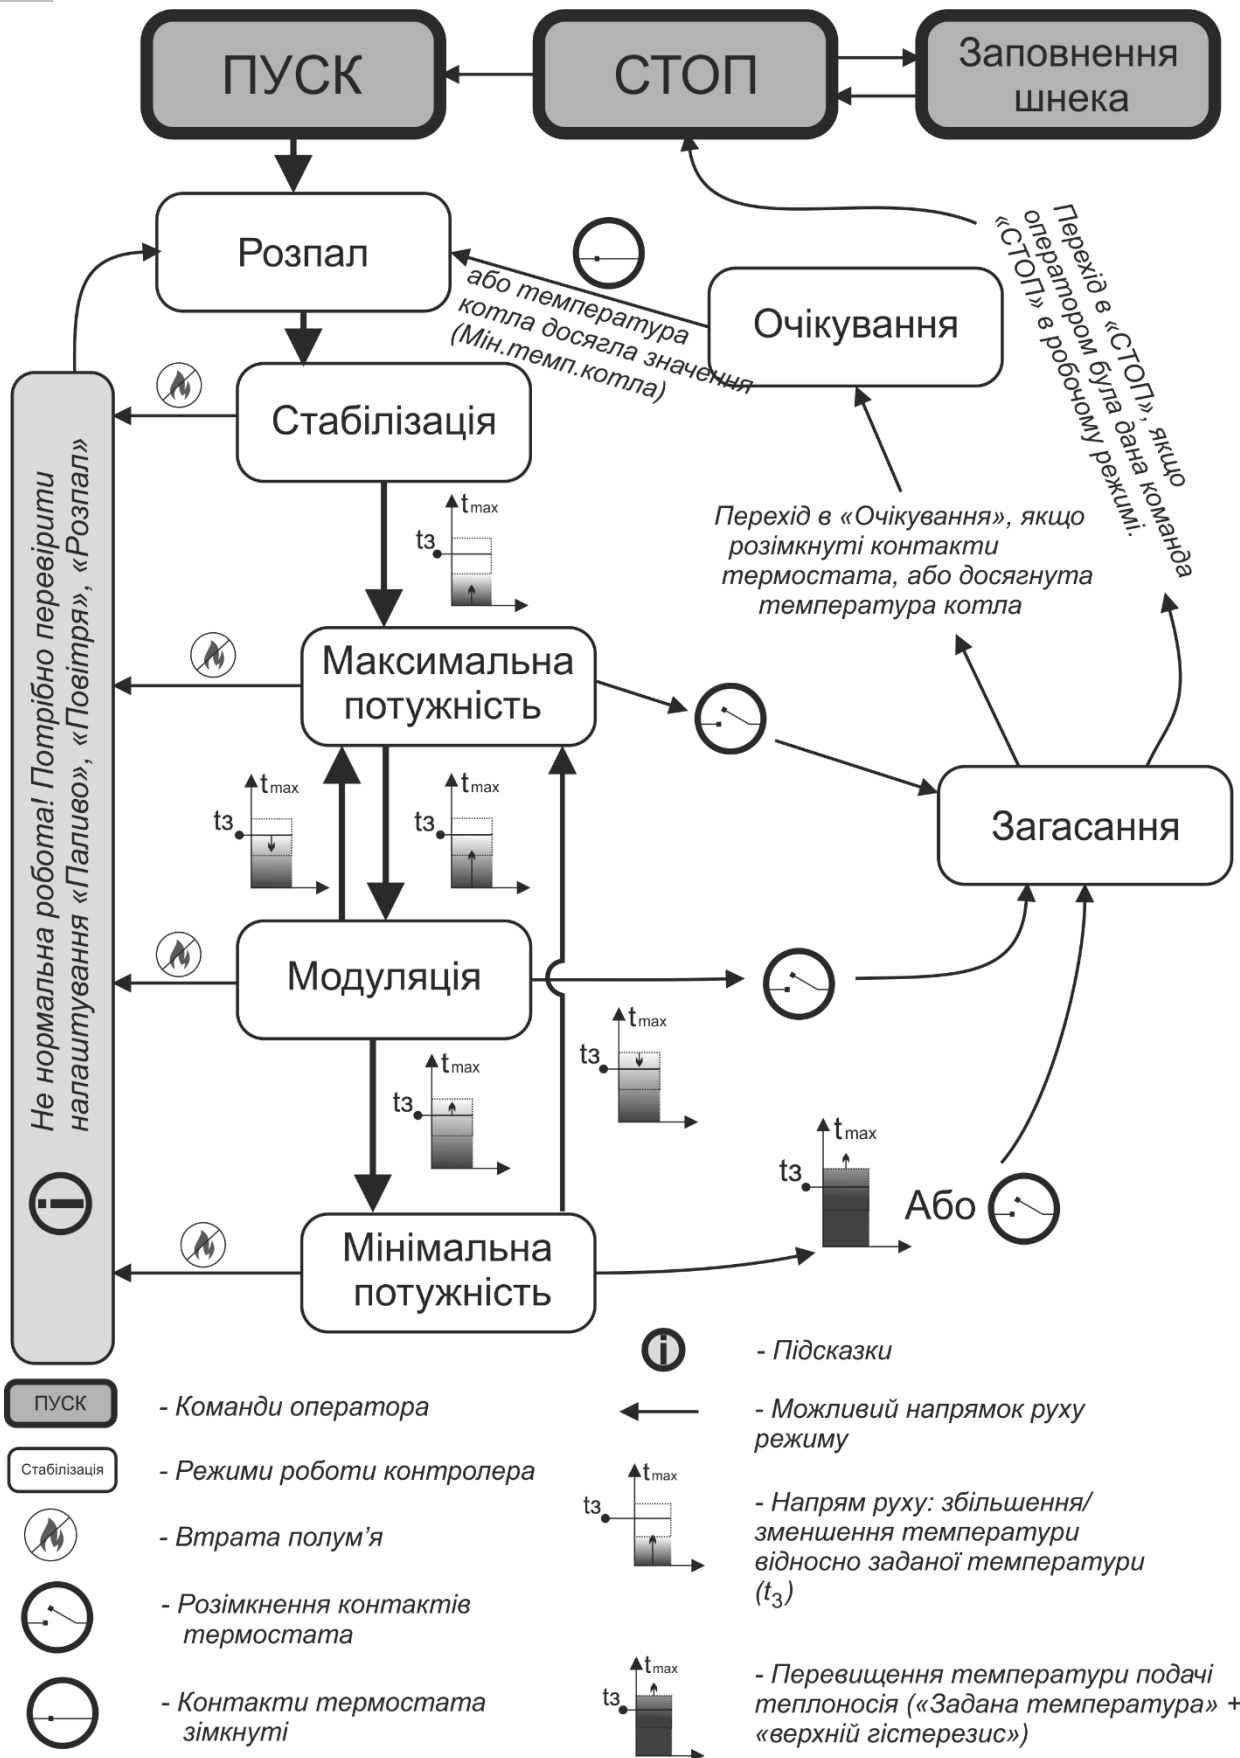 ПУСК
СТОП
Заповнення
шнека
Розпал
або температура
котла досягла значення
(Мін.темп.котла)
Очікування
Перехід в «СТОП», якщо
оператором була дана команда
«СТОП» в робочому режимі.
Стабілізація
Не нормальна робота! Потрібно перевірити
налаштування «Паливо», «Повітря», «Розпал»
i
tmax
tз
Перехід в «Очікування», якщо
розімкнуті контакти
термостата, або досягнута
температура котла
Максимальна
потужність
tmax
tз
tmax
tз
Загасання
Модуляція
tmax
tз
tmax
tз
tmax
tз
Або
Мінімальна
потужність
i
- Підсказки
ПУСК
- Команди оператора
- Можливий напрямок руху
режиму
Стабілізація
- Режими роботи контролера
tmax
tз
- Напрям руху: збільшення/
зменшення температури
відносно заданої температури
(t3)
- Втрата полум’я
- Розімкнення контактів
термостата
- Контакти термостата
зімкнуті
tmax
tз
- Перевищення температури подачі
теплоносія («Задана температура» +
«верхній гістерезис»)